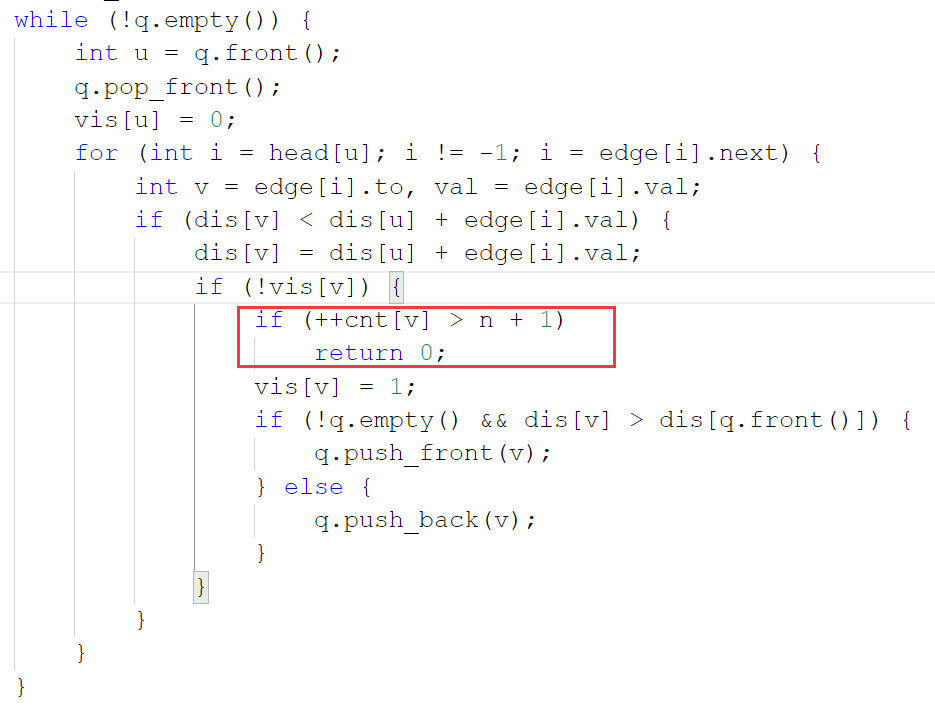 while (!q.empty()) {
    int u = q.front();
    q.pop_front();
    vis[u] = 0;
    for (int i = head[u]; i != -1; i = edge[i].next) {
        int v = edge[i].to, val = edge[i].val;
        if (dis[v] < dis[u] + edge[i].val) {
            dis[v] = dis[u] + edge[i].val;
            if (!vis[v]) {
                if (++cnt[v] > n + 1)
                    return 0;
                vis[v] = 1;
                if (!q.empty() && dis[v] > dis[q.front()]) {
                    q.push_front(v);
                } else {
                    q.push_back(v);
                }
            }
        }
    }
}